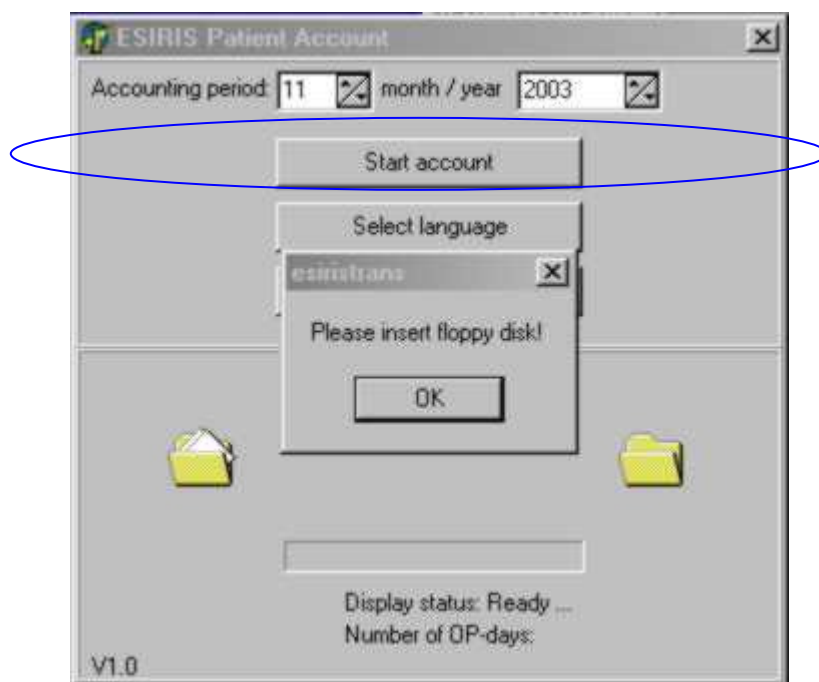 ESIRIS Patient Account
Accounting period: 11 month / year 2003
Start account
Select language
esiristrans
Please insert floppy disk!
OK
Display status: Ready ...
Number of OP-days:
V1.0